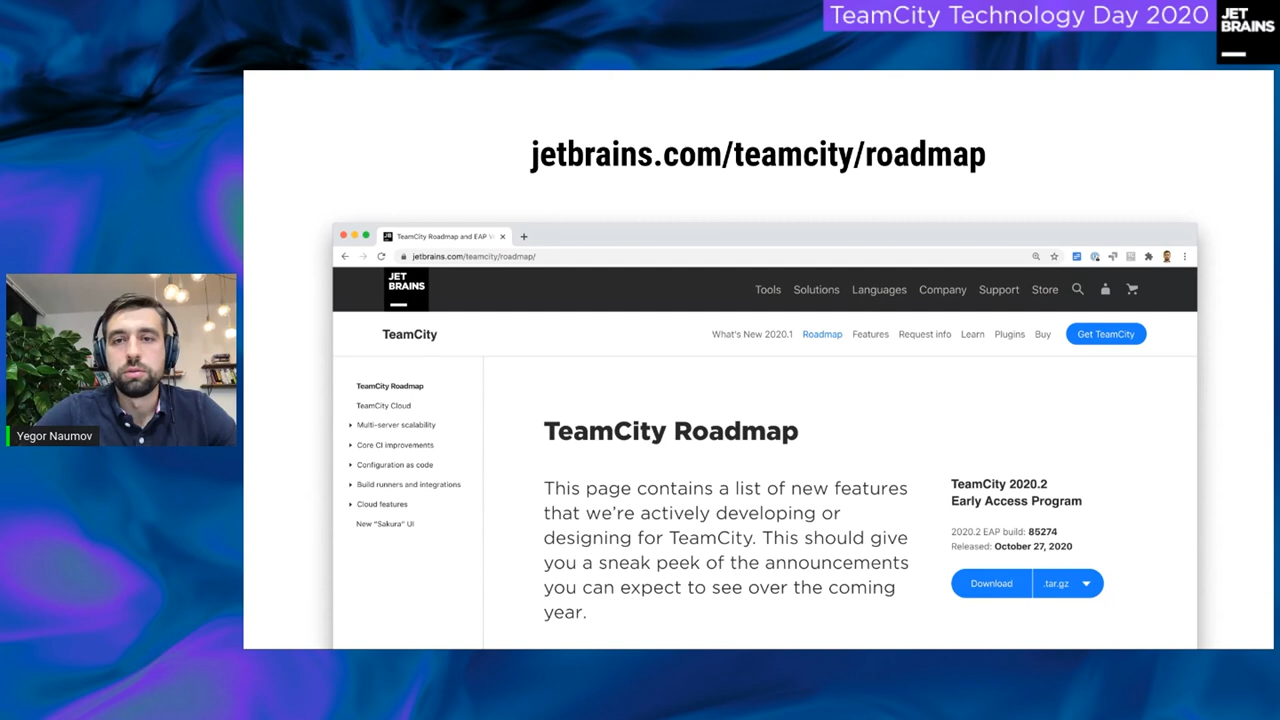 TeamCity Technology Day 2020
JET
BRAINS
jetbrains.com/teamcity/roadmap
TeamCity Roadmap and EAP
jetbrains.com/teamcity/roadmap/
JET
BRAINS
Tools Solutions Languages Company Support Store
TeamCity
What's New 2020.1 Roadmap Features Request info Learn Plugins Buy Get TeamCity
TeamCity Roadmap
TeamCity Cloud
Multi-server scalability
Core CI improvements
Configuration as code
Build runners and integrations
Cloud features
New "Sakura" UI
TeamCity Roadmap
This page contains a list of new features
that we're actively developing or
designing for TeamCity. This should give
you a sneak peek of the announcements
you can expect to see over the coming
year.
TeamCity 2020.2
Early Access Program
2020.2 EAP build: 85274
Released: October 27, 2020
Download .tar.gz
Yegor Naumov